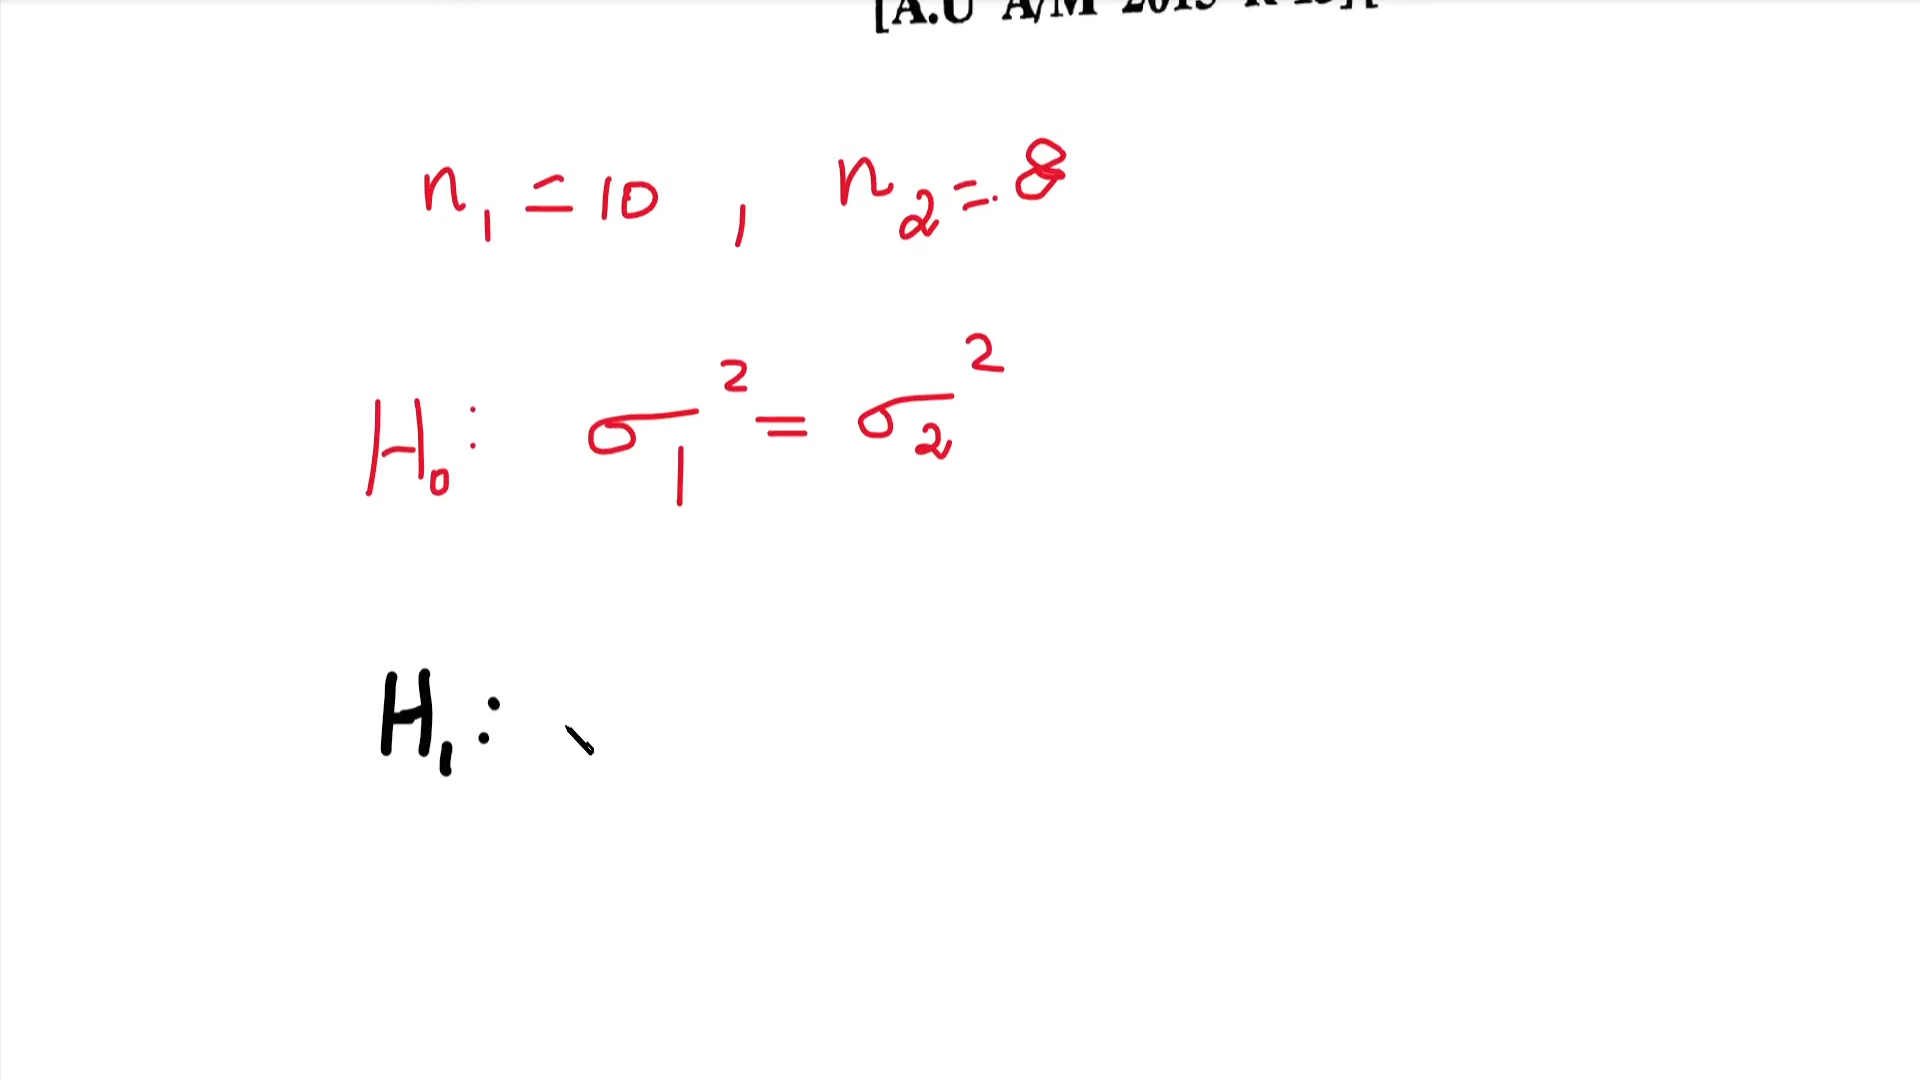 [A.U A/M
n₁ = 10 , n₂ = 8
H₀ : σ₁² = σ₂²
H₁ :